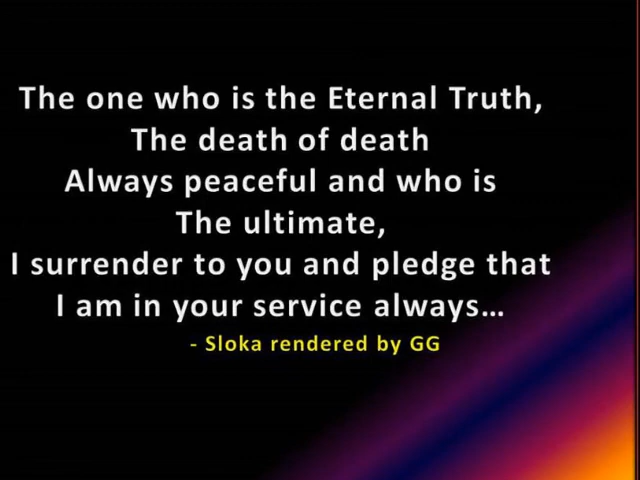 The one who is the Eternal Truth,
The death of death
Always peaceful and who is
The ultimate,
I surrender to you and pledge that
I am in your service always…
- Sloka rendered by GG